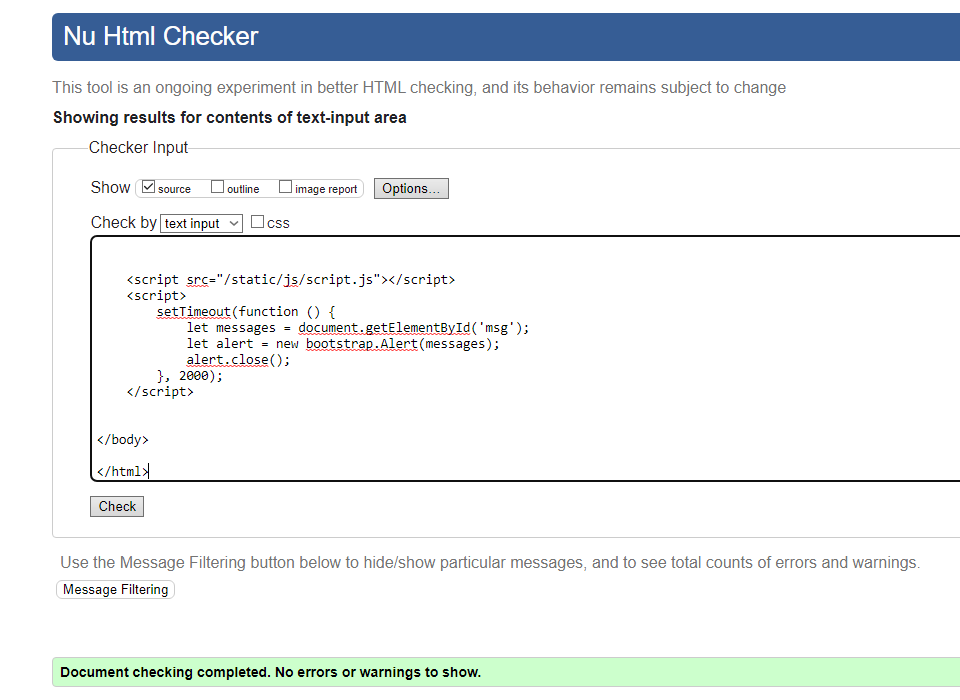 Nu Html Checker
This tool is an ongoing experiment in better HTML checking, and its behavior remains subject to change
Showing results for contents of text-input area
Checker Input
Show source outline image report Options...
Check by text input css
<script src="/static/js/script.js"></script>
<script>
setTimeout(function () {
let messages = document.getElementById('msg');
let alert = new bootstrap.Alert(messages);
alert.close();
}, 2000);
</script>
</body>
</html>
Check
Use the Message Filtering button below to hide/show particular messages, and to see total counts of errors and warnings.
Message Filtering
Document checking completed. No errors or warnings to show.